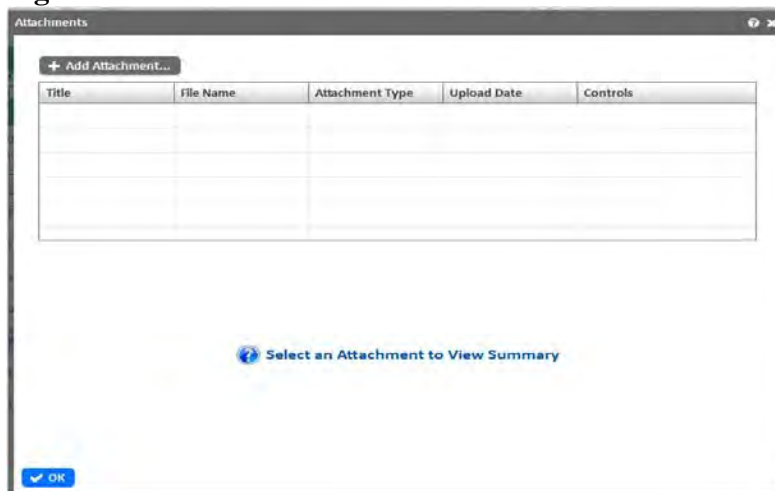 Attachments
+ Add Attachment...
Title File Name Attachment Type Upload Date Controls
Select an Attachment to View Summary
OK